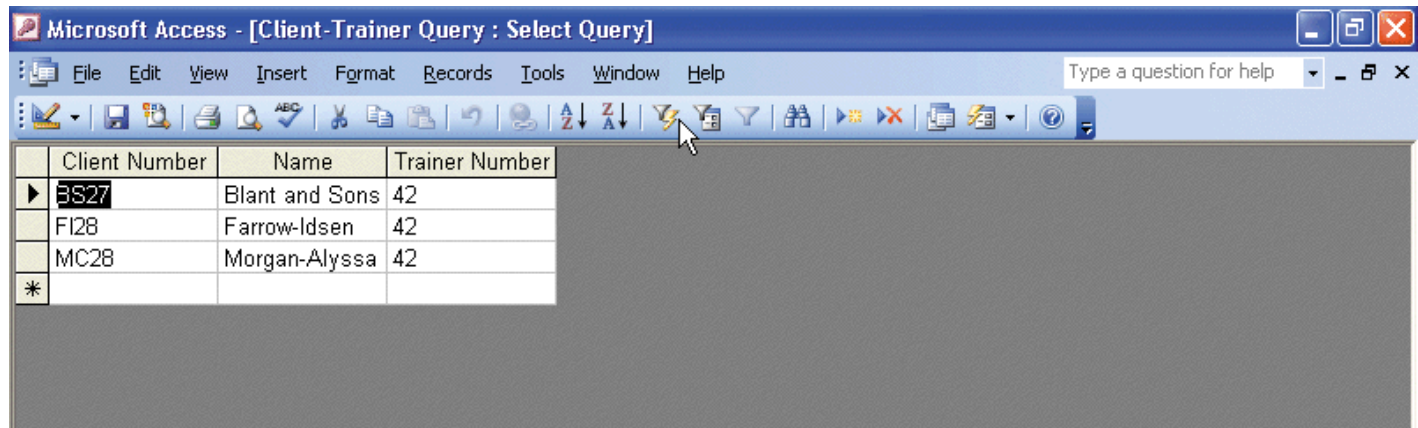 Microsoft Access - [Client-Trainer Query : Select Query]
File Edit View Insert Format Records Tools Window Help Type a question for help
ABC A Z Z A
Client Number Name Trainer Number
BS27 Blant and Sons 42
FI28 Farrow-Idsen 42
MC28 Morgan-Alyssa 42